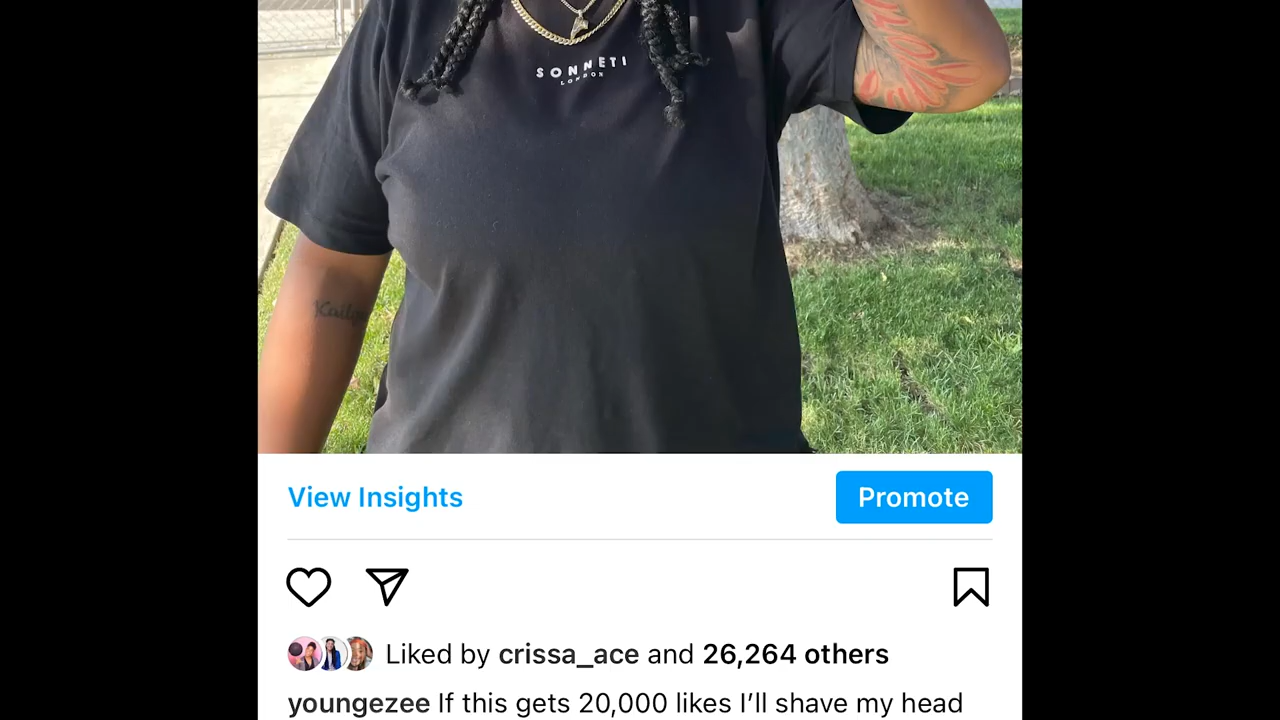 SONNETI
LONDON
View Insights
Promote
Liked by crissa_ace and 26,264 others
youngezee If this gets 20,000 likes I’ll shave my head